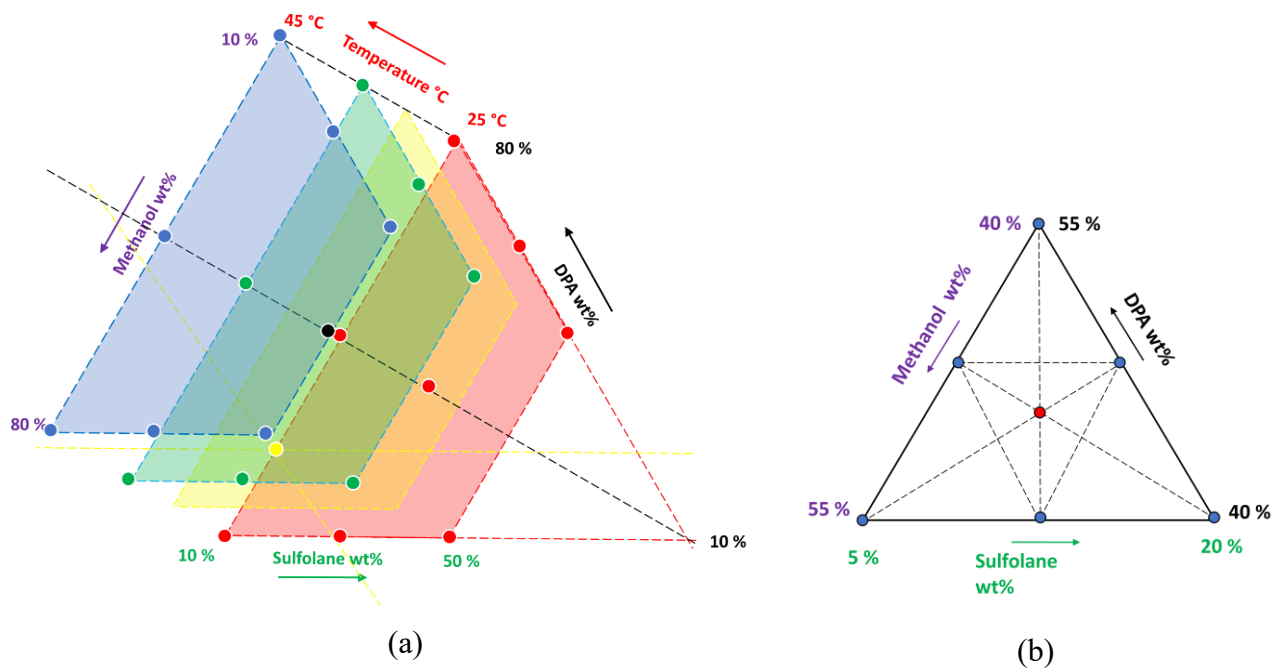 45 °C
10 %
Temperature °C
25 °C
80 %
Methanol wt%
DPA wt%
80 %
10 %
Sulfolane wt%
50 %
10 %
(a)
40 %
55 %
Methanol wt%
DPA wt%
55 %
40 %
5 %
Sulfolane
wt%
20 %
(b)